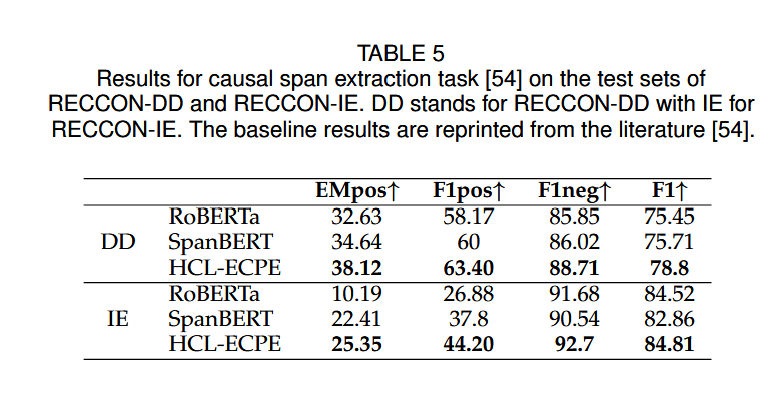 TABLE 5
Results for causal span extraction task [54] on the test sets of
RECCON-DD and RECCON-IE. DD stands for RECCON-DD with IE for
RECCON-IE. The baseline results are reprinted from the literature [54].
EMpos↑ F1pos↑ F1neg↑ F1↑
RoBERTa 32.63 58.17 85.85 75.45
DD SpanBERT 34.64 60 86.02 75.71
HCL-ECPE 38.12 63.40 88.71 78.8
RoBERTa 10.19 26.88 91.68 84.52
IE SpanBERT 22.41 37.8 90.54 82.86
HCL-ECPE 25.35 44.20 92.7 84.81